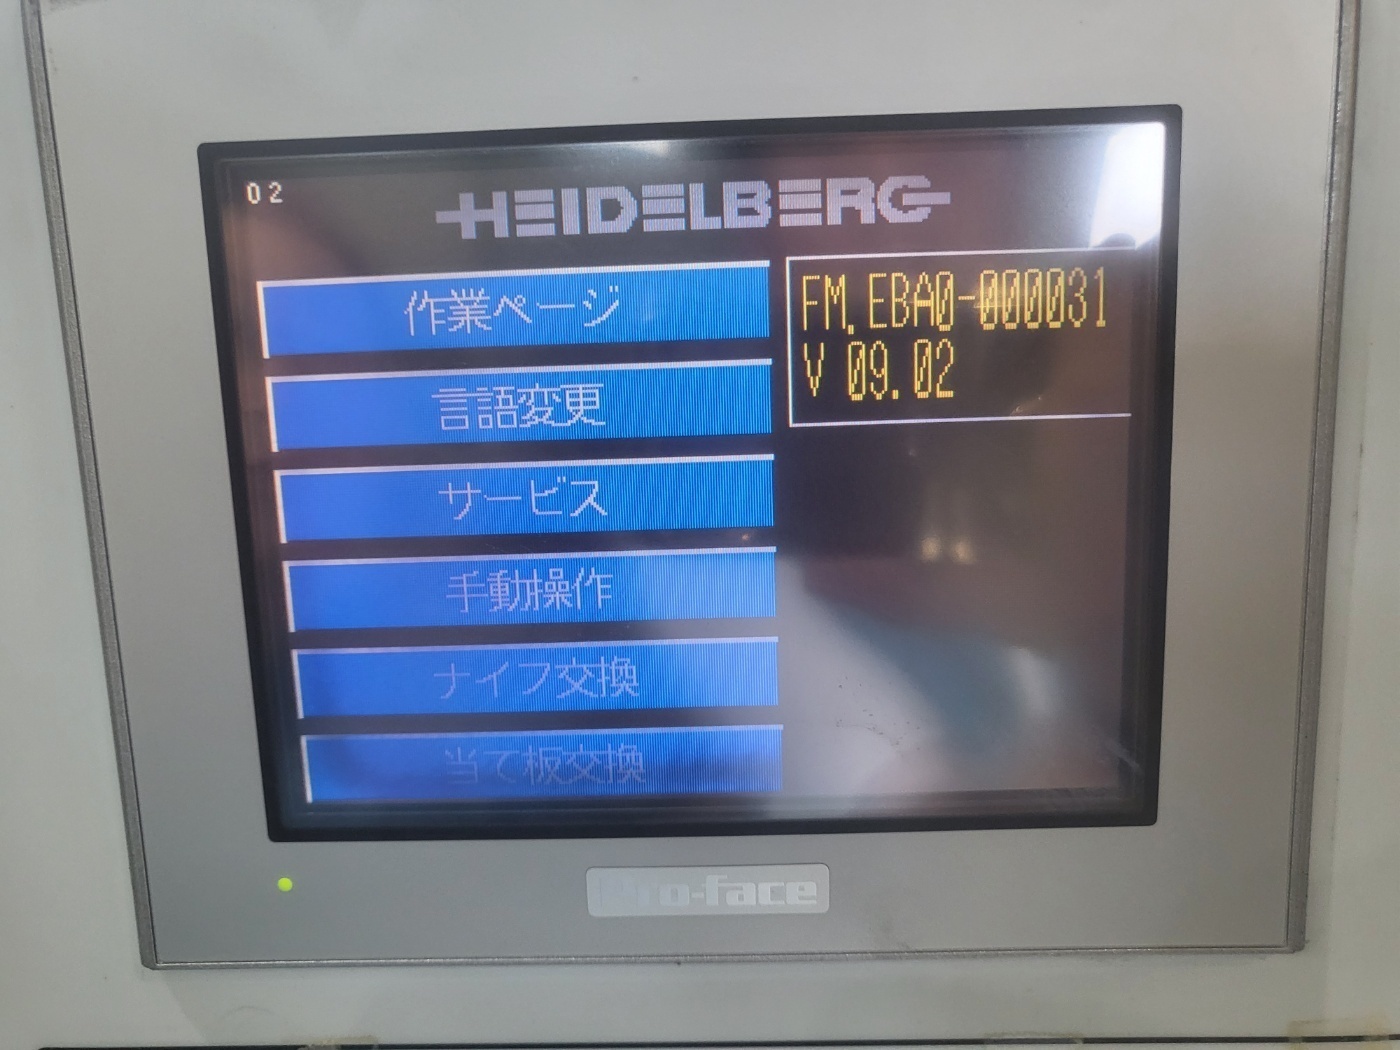 02
HEIDELBERG
作業ページ
言語変更
サービス
手動操作
ナイフ交換
当て板交換
FM.EBA0-000031
V 09.02
Pro-face